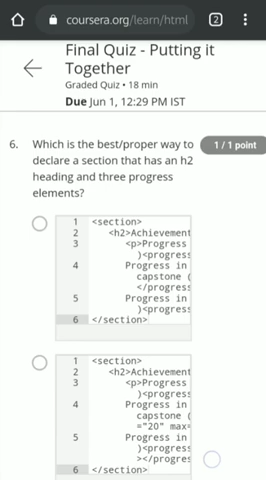 coursera.org/learn/html
2
Final Quiz - Putting it
Together
Graded Quiz • 18 min
Due Jun 1, 12:29 PM IST
6. Which is the best/proper way to
declare a section that has an h2
heading and three progress
elements?
1 / 1 point
1 <section>
2 <h2>Achievement
3 <p>Progress
)<progress
4 Progress in
capstone (
</progress
5 Progress in
)<progress
6 </section>
1 <section>
2 <h2>Achievement
3 <p>Progress
)<progress
4 Progress in
capstone (
="20" max=
5 Progress in
)<progress
></progres
6 </section>